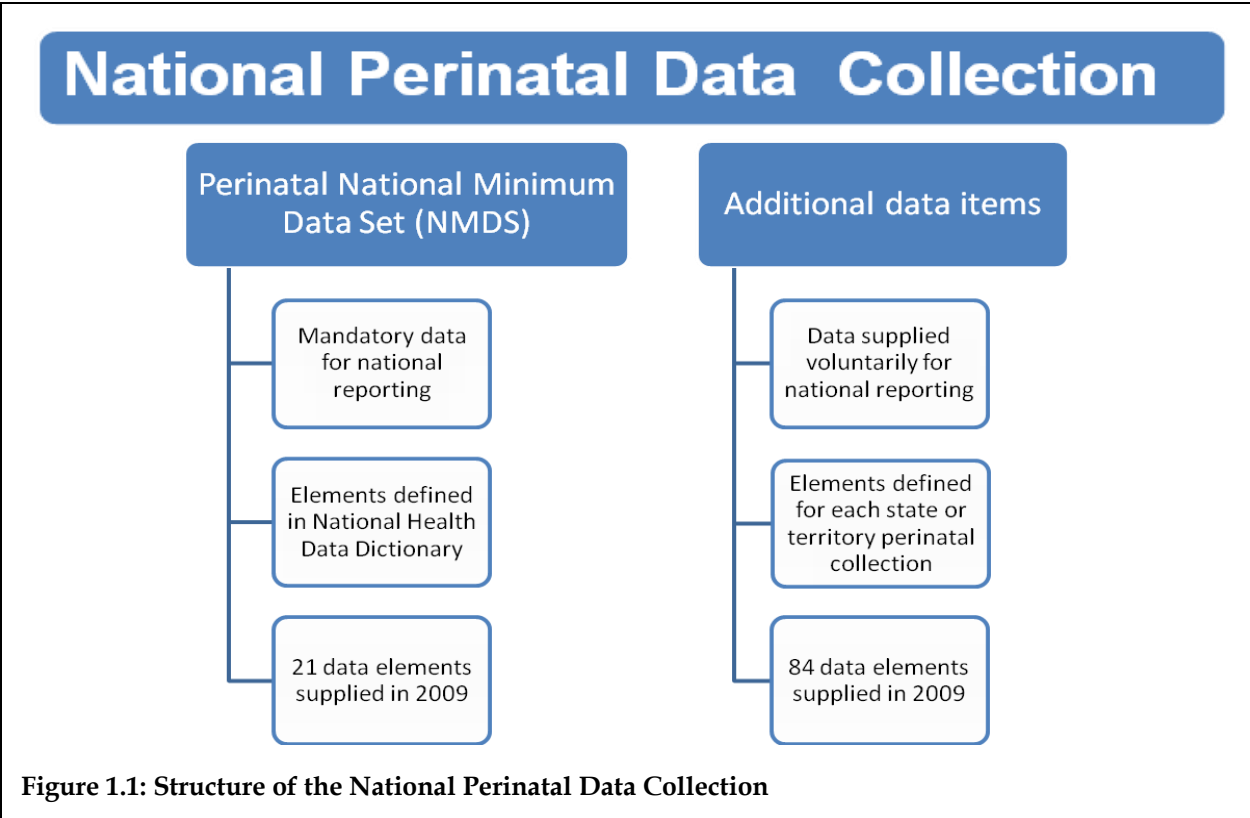 National Perinatal Data Collection
Perinatal National Minimum
Data Set (NMDS)
Mandatory data
for national
reporting
Elements defined
in National Health
Data Dictionary
21 data elements
supplied in 2009
Additional data items
Data supplied
voluntarily for
national reporting
Elements defined
for each state or
territory perinatal
collection
84 data elements
supplied in 2009
Figure 1.1: Structure of the National Perinatal Data Collection